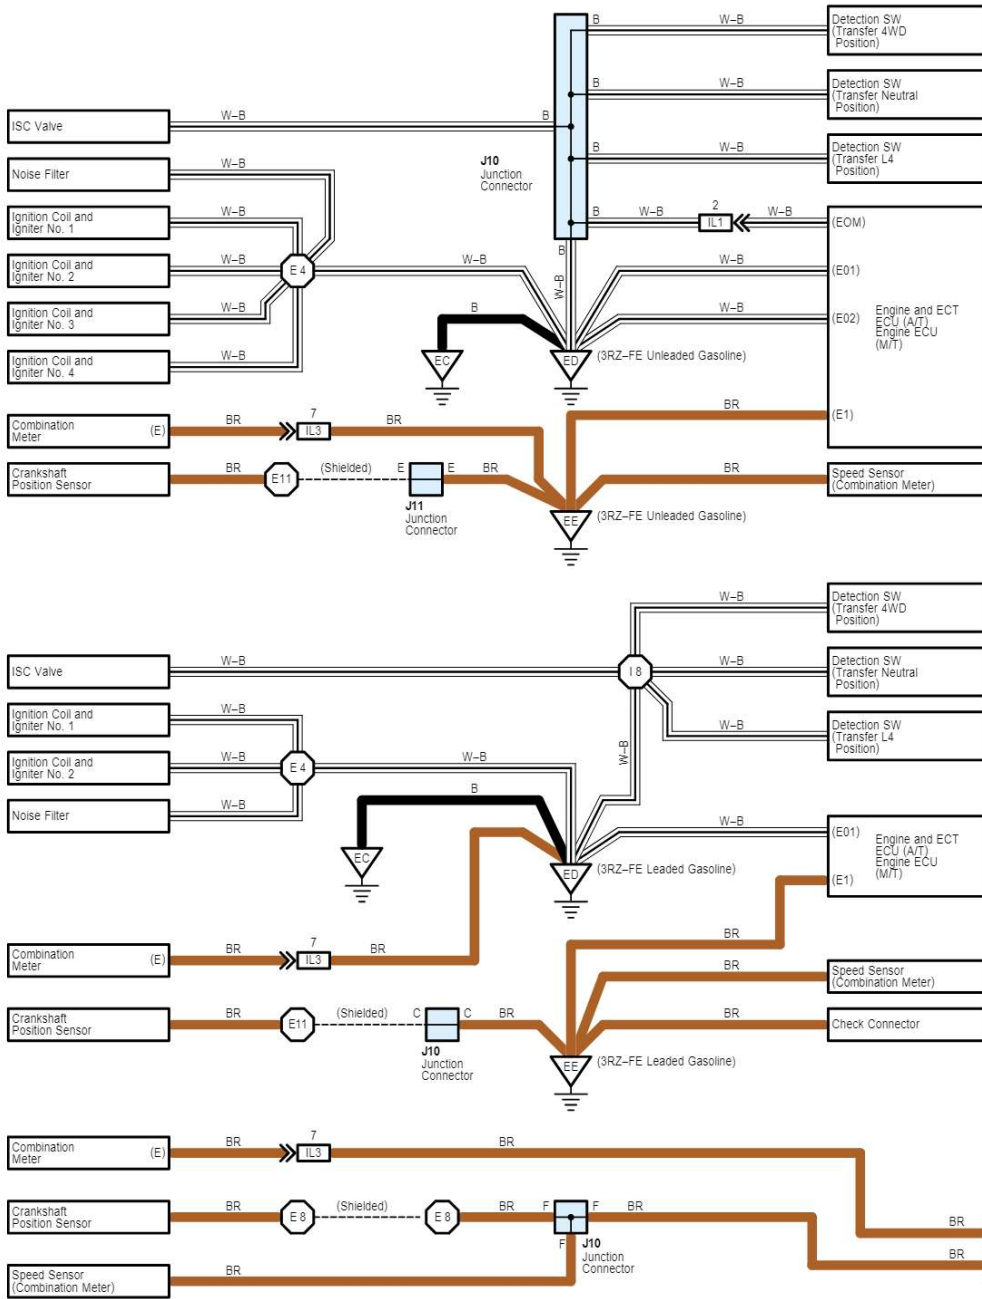 B
W–B
Detection SW
(Transfer 4WD
Position)
B
W–B
Detection SW
(Transfer Neutral
Position)
ISC Valve
W–B
B
B
W–B
Detection SW
(Transfer L4
Position)
J10
Junction
Connector
Noise Filter
W–B
Ignition Coil and
Igniter No. 1
W–B
B
W–B
2
IL1
W–B
(EOM)
Ignition Coil and
Igniter No. 2
W–B
E 4
W–B
B
W–B
W–B
(E01)
Ignition Coil and
Igniter No. 3
W–B
B
W–B
(E02)
Engine and ECT
ECU (A/T)
Engine ECU
(M/T)
Ignition Coil and
Igniter No. 4
W–B
EC
ED
(3RZ–FE Unleaded Gasoline)
Combination
Meter
(E)
BR
7
IL3
BR
BR
(E1)
Crankshaft
Position Sensor
BR
E11
(Shielded)
E
E
BR
J11
Junction
Connector
BR
Speed Sensor
(Combination Meter)
EE
(3RZ–FE Unleaded Gasoline)
W–B
Detection SW
(Transfer 4WD
Position)
ISC Valve
W–B
I 8
W–B
Detection SW
(Transfer Neutral
Position)
Ignition Coil and
Igniter No. 1
W–B
W–B
W–B
Detection SW
(Transfer L4
Position)
Ignition Coil and
Igniter No. 2
W–B
E 4
W–B
Noise Filter
W–B
B
W–B
(E01)
Engine and ECT
ECU (A/T)
Engine ECU
(M/T)
EC
ED
(3RZ–FE Leaded Gasoline)
(E1)
Combination
Meter
(E)
BR
7
IL3
BR
BR
BR
Speed Sensor
(Combination Meter)
Crankshaft
Position Sensor
BR
E11
(Shielded)
C
C
BR
J10
Junction
Connector
BR
Check Connector
EE
(3RZ–FE Leaded Gasoline)
Combination
Meter
(E)
BR
7
IL3
BR
BR
Crankshaft
Position Sensor
BR
E 8
(Shielded)
E 8
BR
F
F
BR
F
J10
Junction
Connector
BR
Speed Sensor
(Combination Meter)
BR